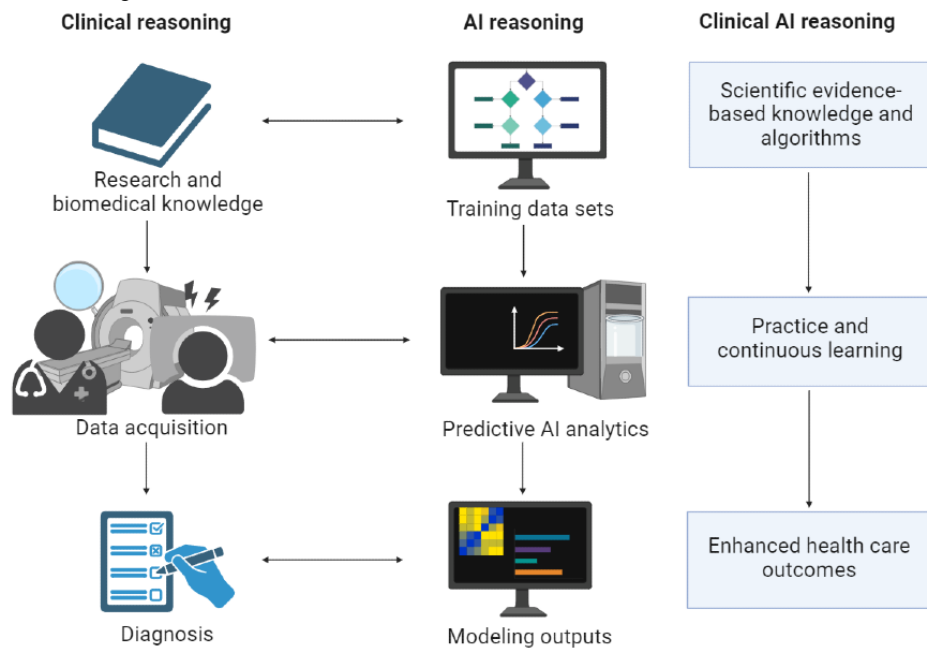 Clinical reasoning
AI reasoning
Clinical AI reasoning
Research and
biomedical knowledge
Training data sets
Scientific evidence-
based knowledge and
algorithms
Data acquisition
Predictive AI analytics
Practice and
continuous learning
Diagnosis
Modeling outputs
Enhanced health care
outcomes